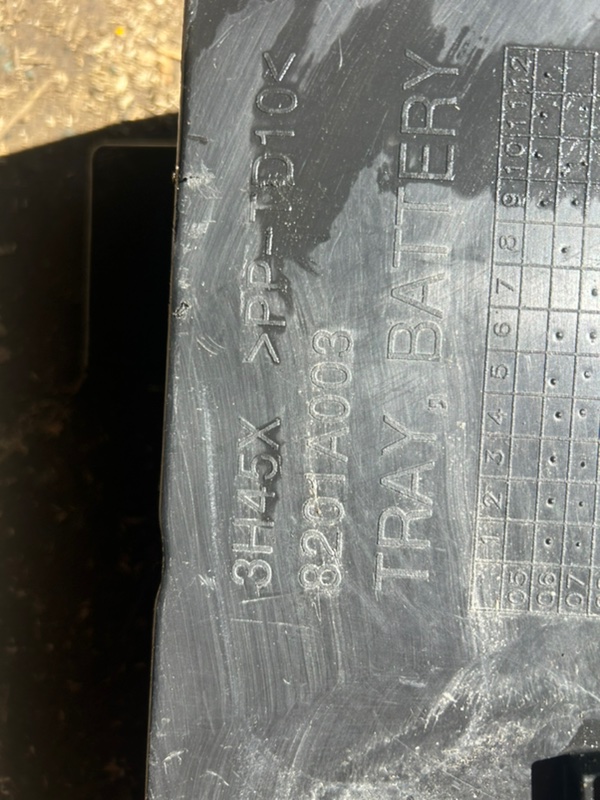 3H45X >PP-TD10<
8201A003
TRAY, BATTERY
1 2 3 4 5 6 7 8 9 10 11 12
05
06
07